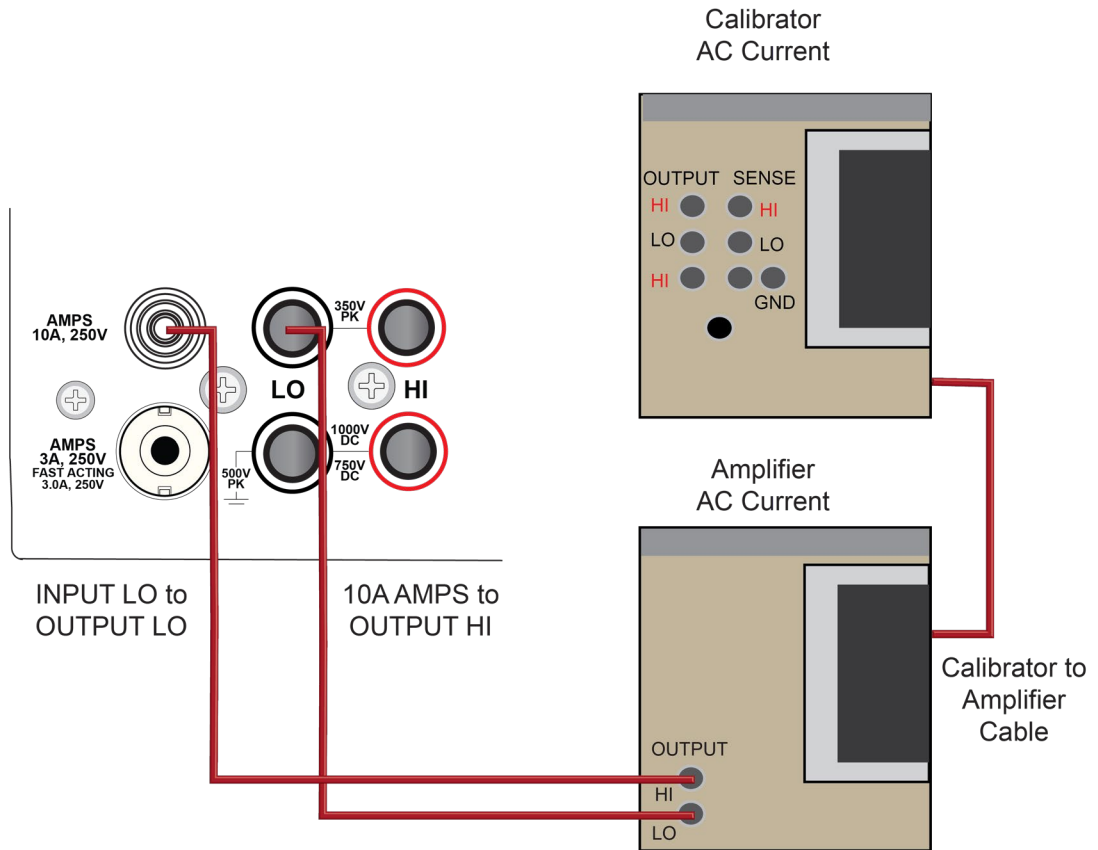 Calibrator
AC Current
OUTPUT SENSE
HI
HI
LO
LO
HI
GND
AMPS
10A, 250V
350V
PK
LO
HI
AMPS
3A, 250V
FAST ACTING
3.0A, 250V
500V
PK
1000V
DC
750V
DC
Amplifier
AC Current
INPUT LO to
OUTPUT LO
10A AMPS to
OUTPUT HI
Calibrator to
Amplifier
Cable
OUTPUT
HI
LO